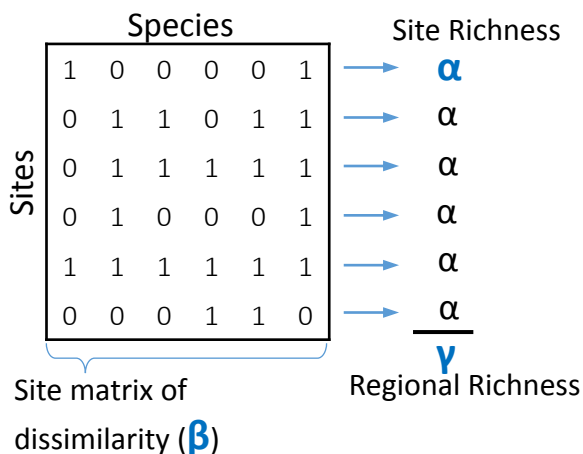 Species
Site Richness
Sites
1 0 0 0 0 1 α
0 1 1 0 1 1 α
0 1 1 1 1 1 α
0 1 0 0 0 1 α
1 1 1 1 1 1 α
0 0 0 1 1 0 α
γ
Regional Richness
Site matrix of
dissimilarity (β)